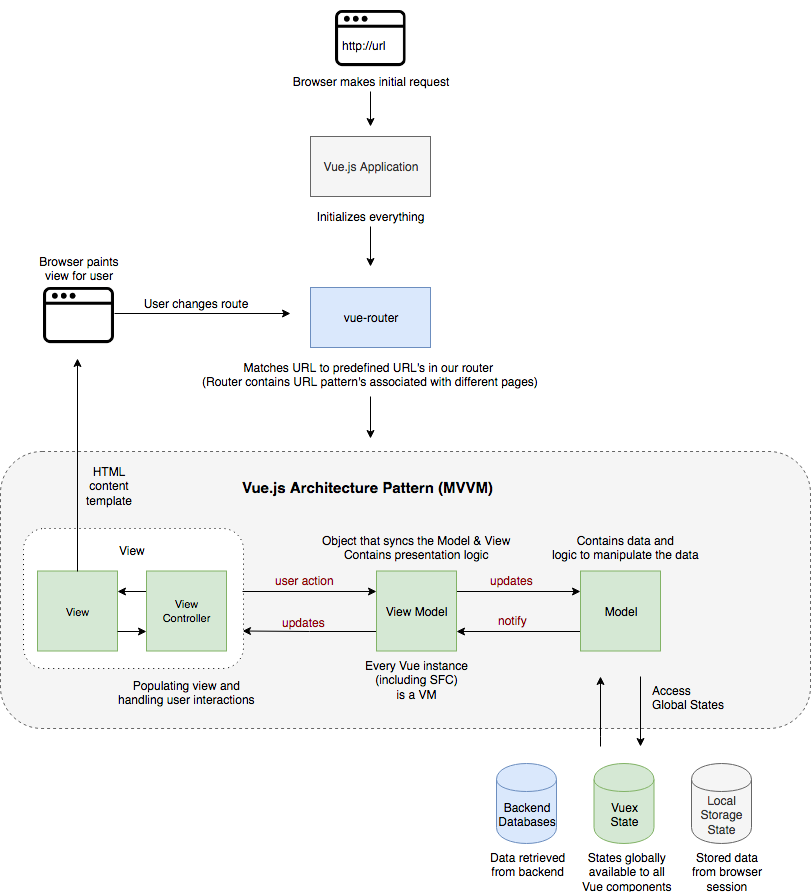 http://url
Browser makes initial request
Vue.js Application
Initializes everything
Browser paints
view for user
User changes route
vue-router
Matches URL to predefined URL's in our router
(Router contains URL pattern's associated with different pages)
HTML
content
template
Vue.js Architecture Pattern (MVVM)
View
View
View
Controller
Populating view and
handling user interactions
user action
updates
Object that syncs the Model & View
Contains presentation logic
View Model
Every Vue instance
(including SFC)
is a VM
updates
notify
Contains data and
logic to manipulate the data
Model
Access
Global States
Backend
Databases
Data retrieved
from backend
Vuex
State
States globally
available to all
Vue components
Local
Storage
State
Stored data
from browser
session